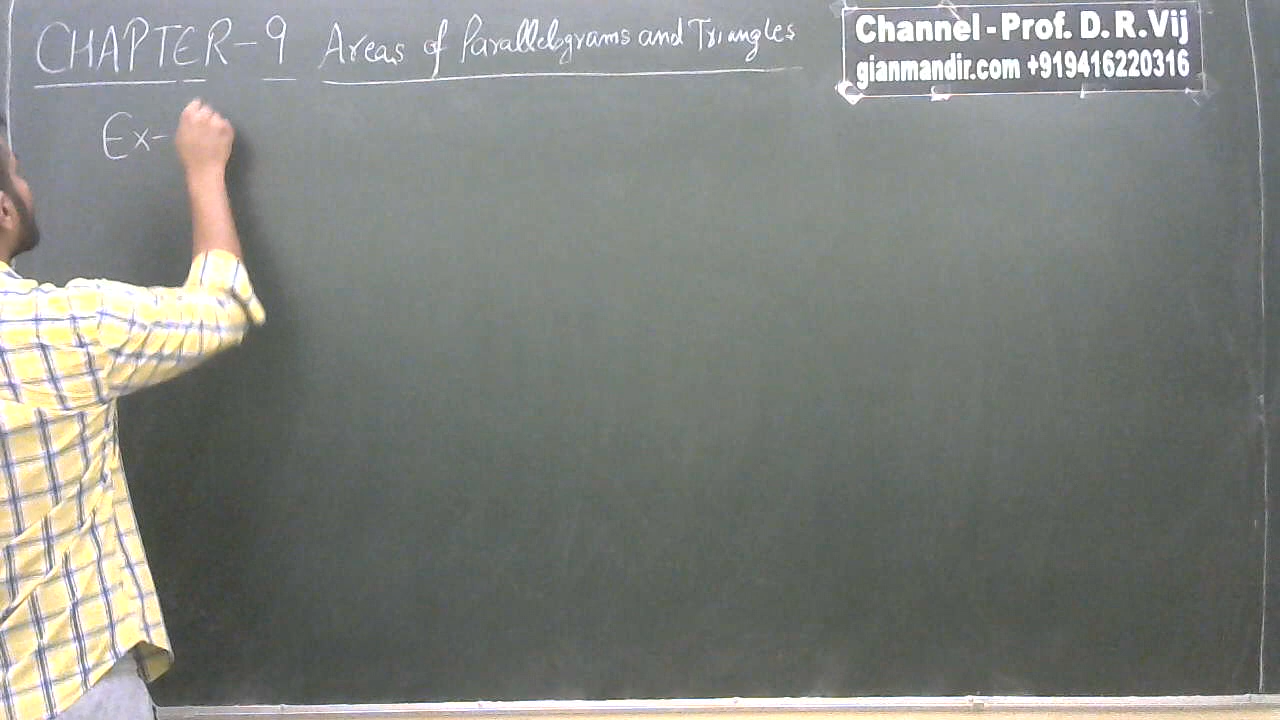 CHAPTER-9 Areas of Parallelograms and Triangles
Channel - Prof. D. R. Vij
gianmandir.com +919416220316
Ex-